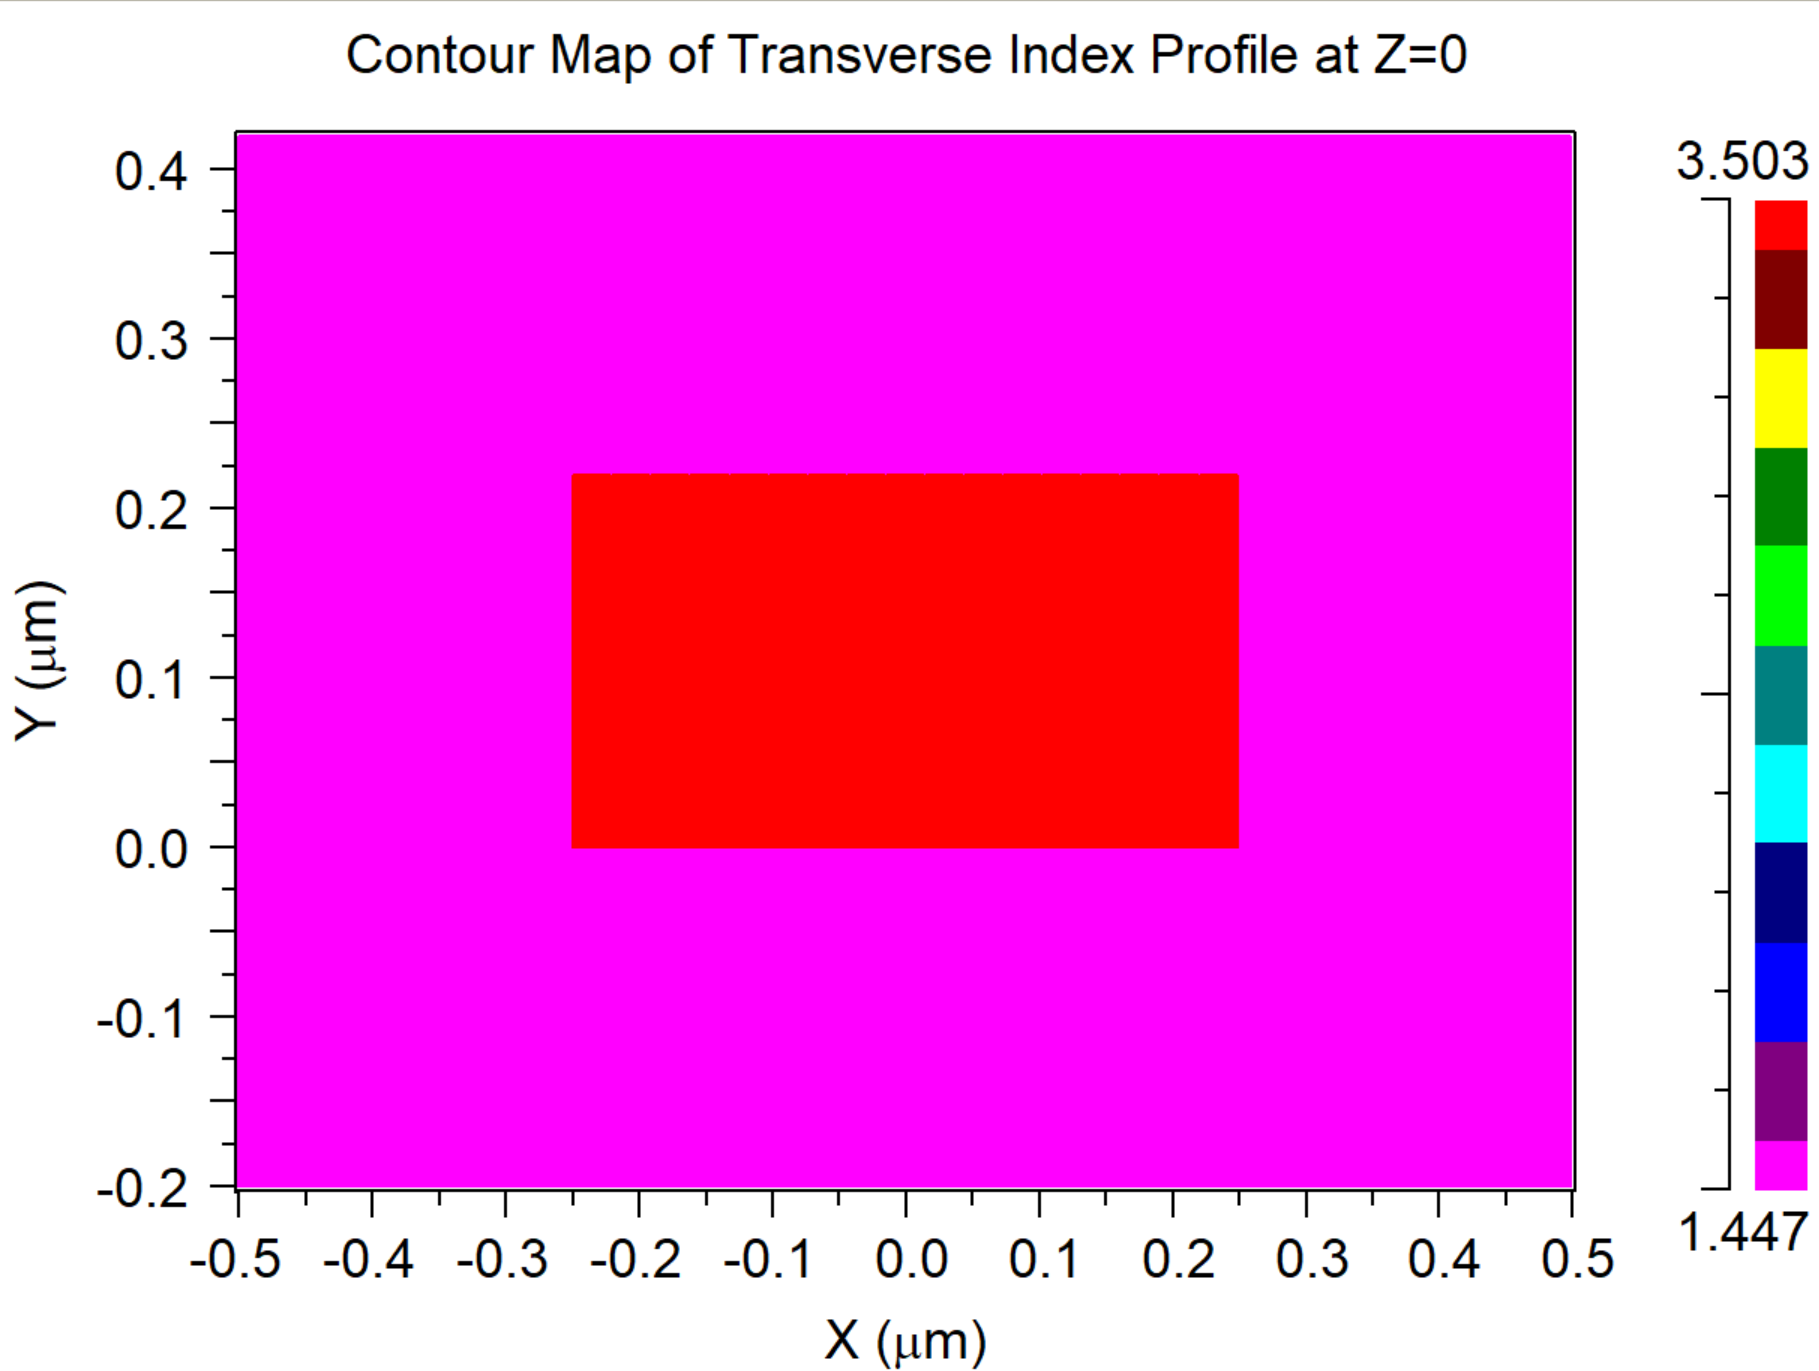 Contour Map of Transverse Index Profile at Z=0
0.4
0.3
0.2
0.1
0.0
-0.1
-0.2
Y (μm)
-0.5 -0.4 -0.3 -0.2 -0.1 0.0 0.1 0.2 0.3 0.4 0.5
X (μm)
3.503
1.447